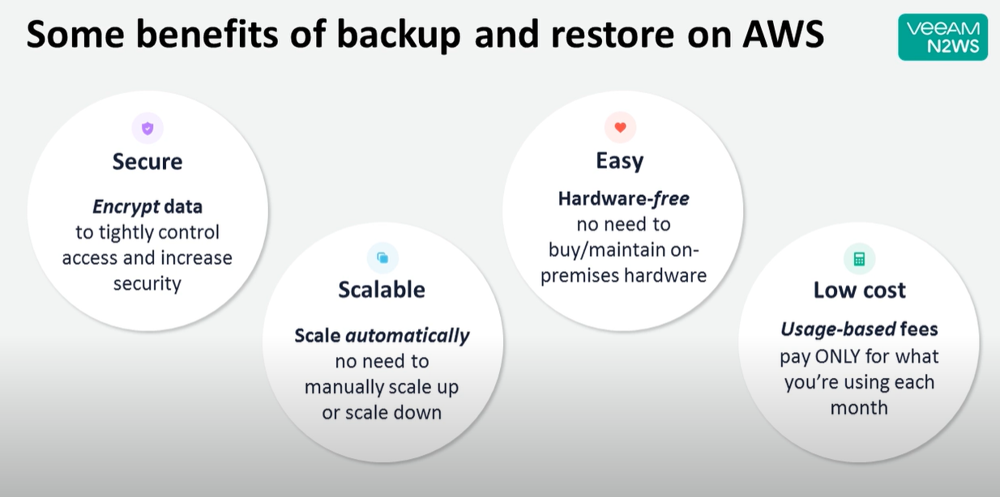 Some benefits of backup and restore on AWS
veeAM
N2WS
Secure
Encrypt data
to tightly control
access and increase
security
Scalable
Scale automatically
no need to
manually scale up
or scale down
Easy
Hardware-free
no need to
buy/maintain on-
premises hardware
Low cost
Usage-based fees
pay ONLY for what
you’re using each
month